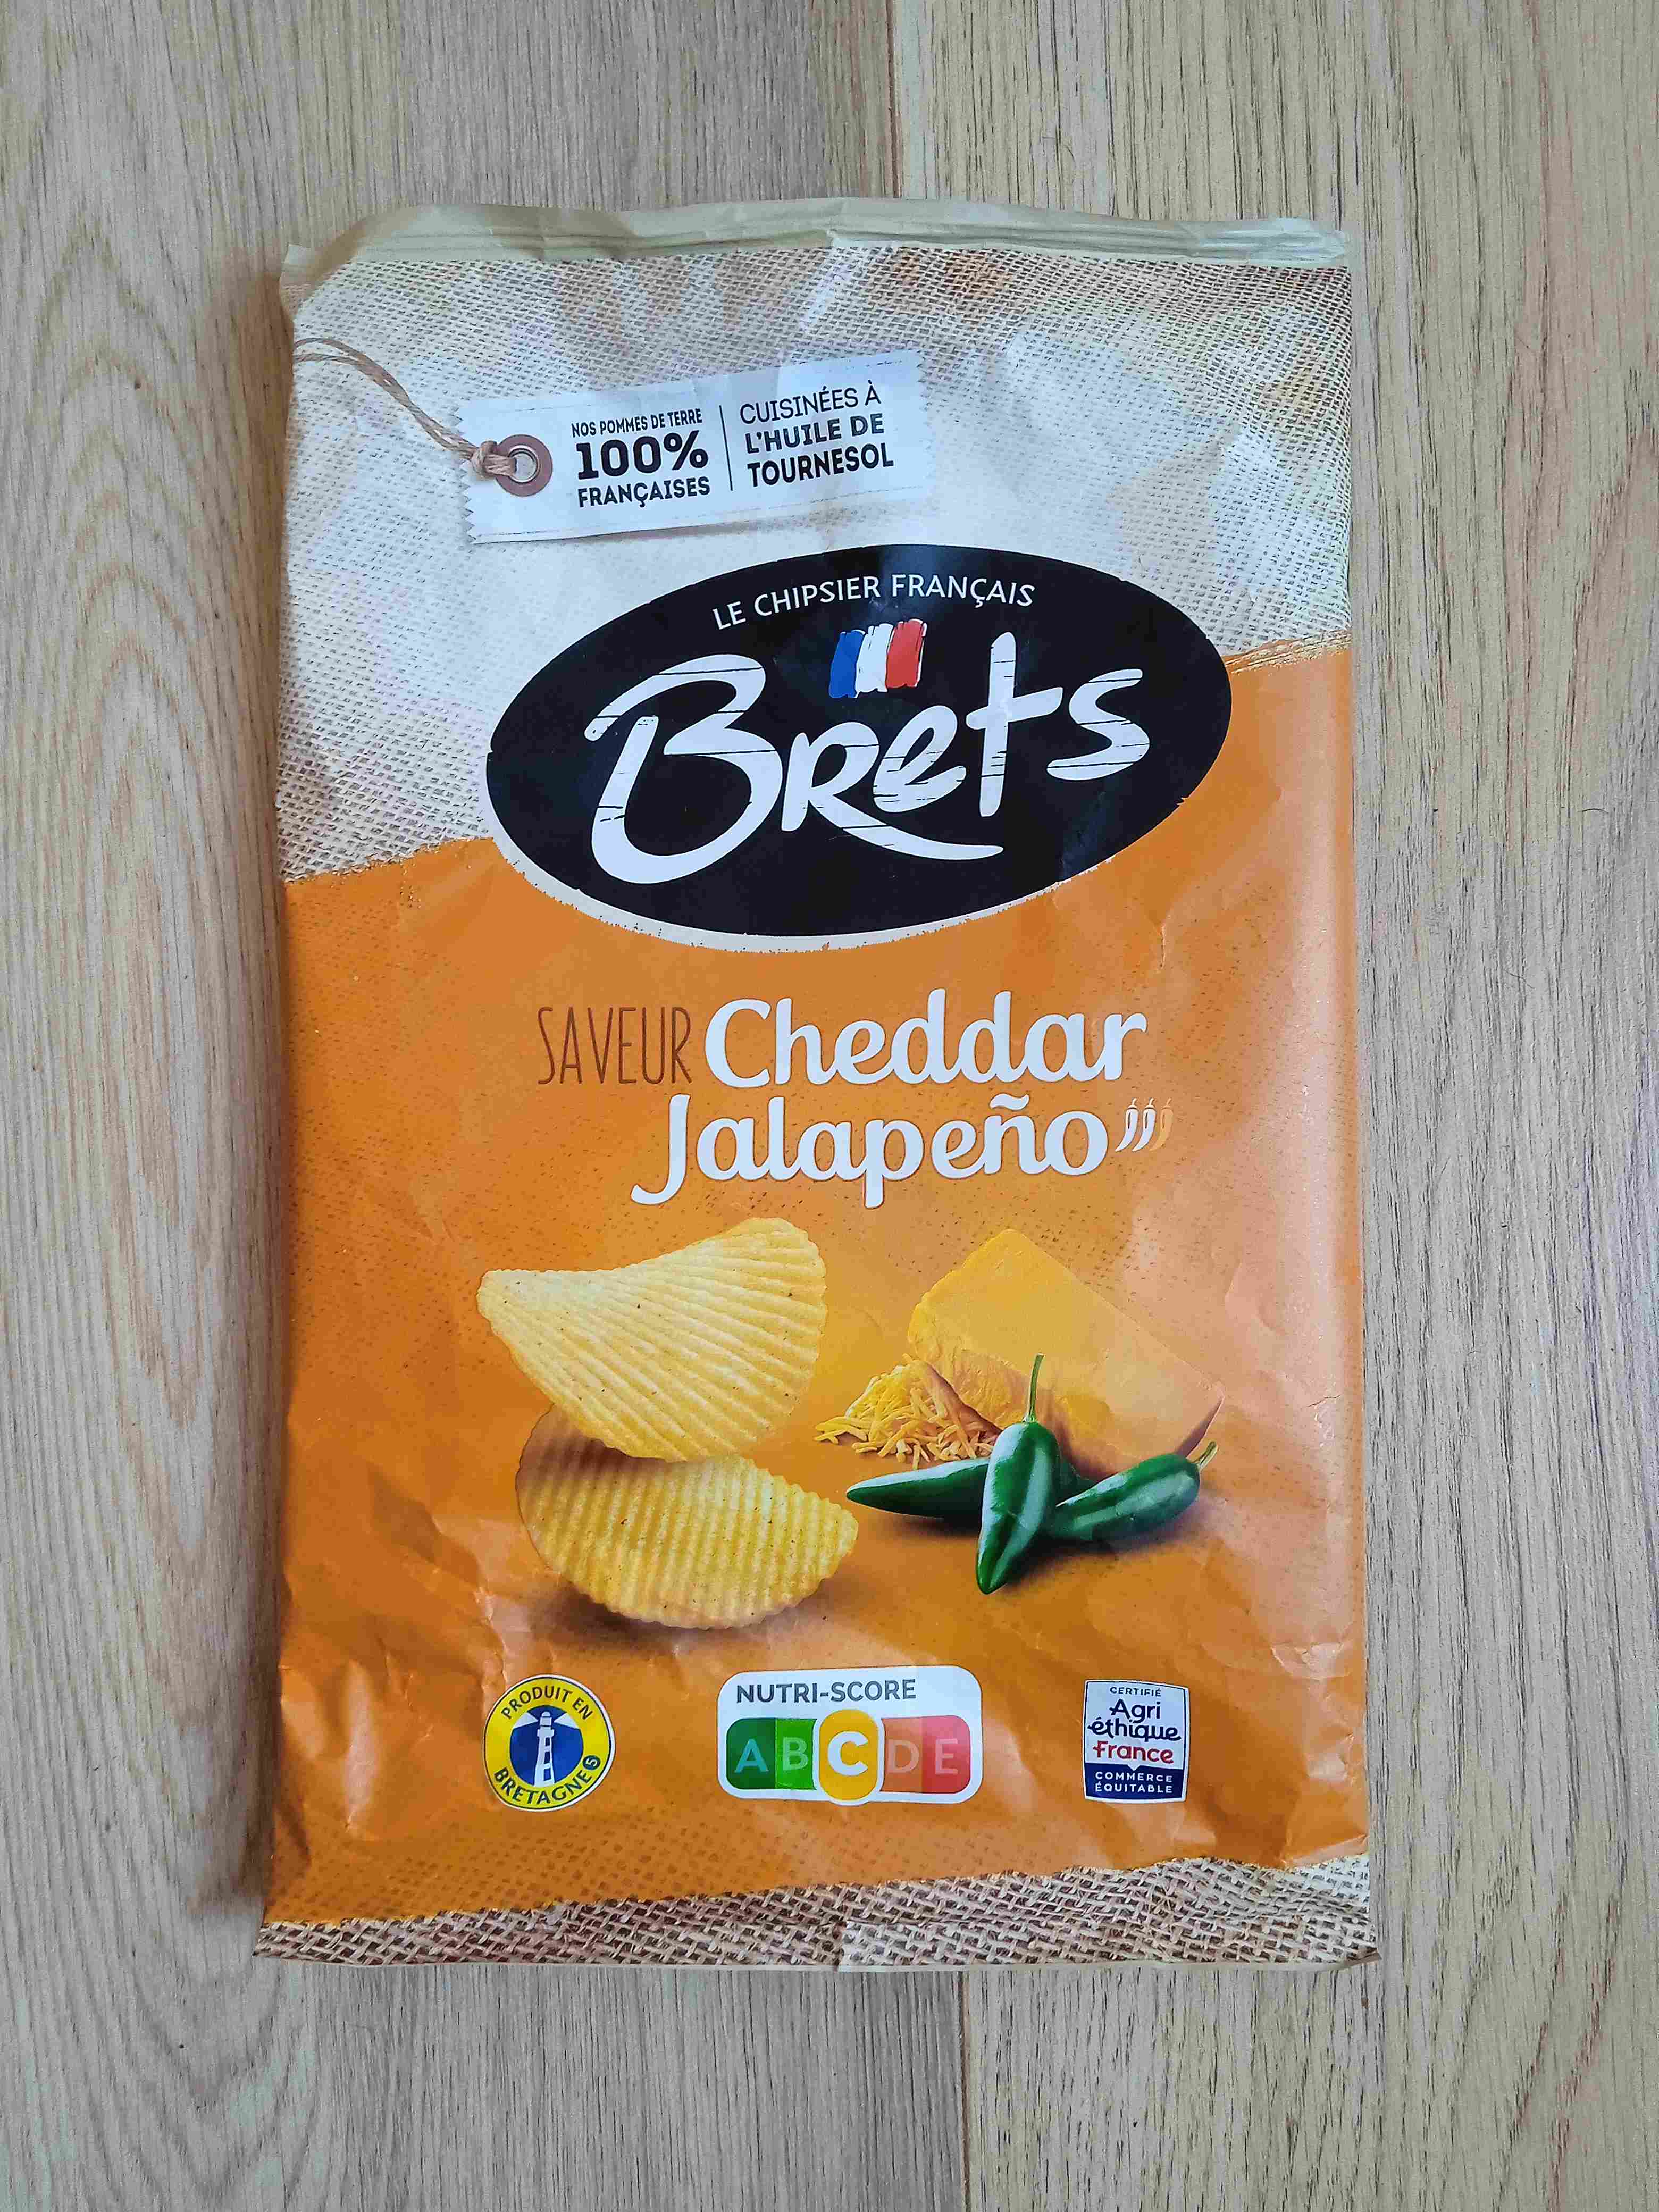 NOS POMMES DE TERRE
100%
FRANÇAISES
CUISINÉES À
L'HUILE DE
TOURNESOL
LE CHIPSIER FRANÇAIS
Brets
SAVEUR Cheddar
Jalapeño
PRODUIT EN
BRETAGNE 5
NUTRI-SCORE
A B C D E
CERTIFIÉ
Agri
éthique
France
COMMERCE
ÉQUITABLE